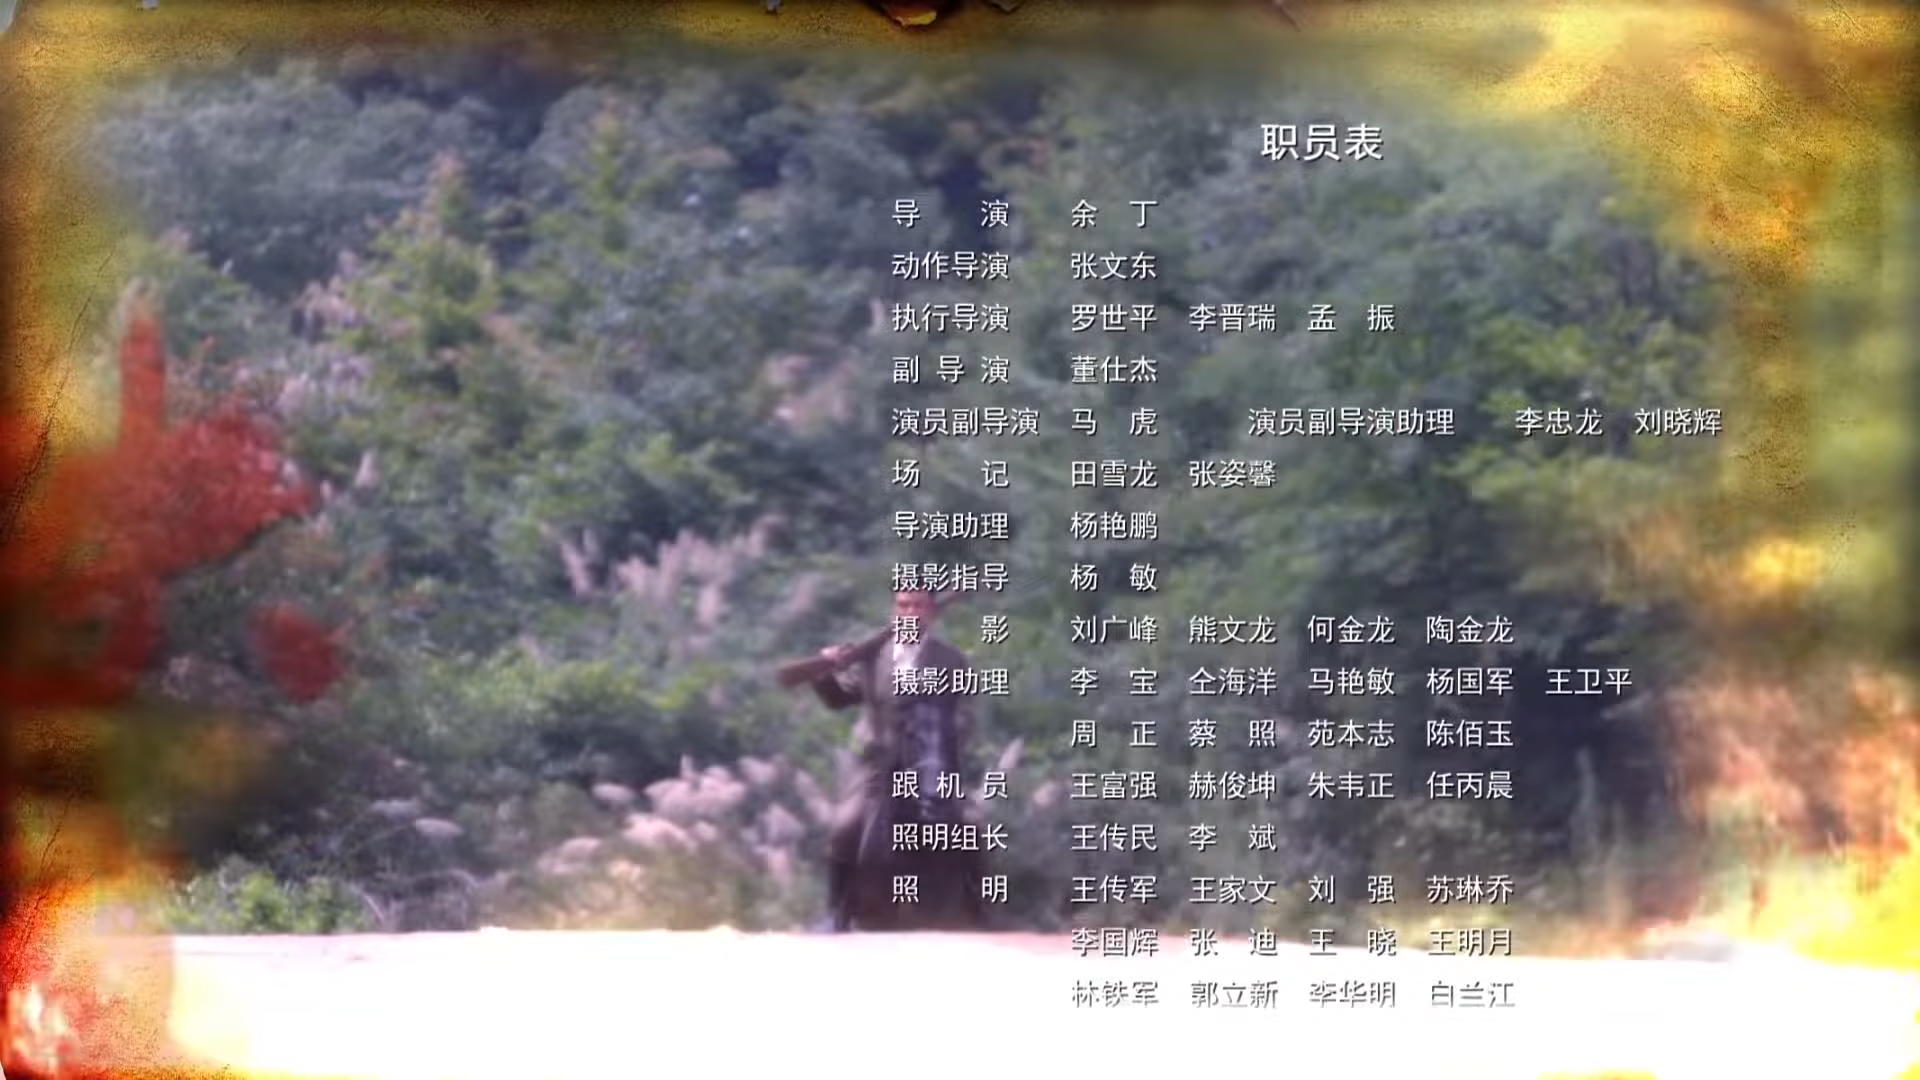 职员表
导 演 余 丁
动作导演 张文东
执行导演 罗世平 李晋瑞 孟 振
副 导 演 董仕杰
演员副导演 马 虎 演员副导演助理 李忠龙 刘晓辉
场 记 田雪龙 张姿馨
导演助理 杨艳鹏
摄影指导 杨 敏
摄 影 刘广峰 熊文龙 何金龙 陶金龙
摄影助理 李 宝 仝海洋 马艳敏 杨国军 王卫平
周 正 蔡 照 苑本志 陈佰玉
跟 机 员 王富强 赫俊坤 朱韦正 任丙晨
照明组长 王传民 李 斌
照 明 王传军 王家文 刘 强 苏琳乔
李国辉 张 迪 王 晓 王明月
林铁军 郭立新 李华明 白兰江